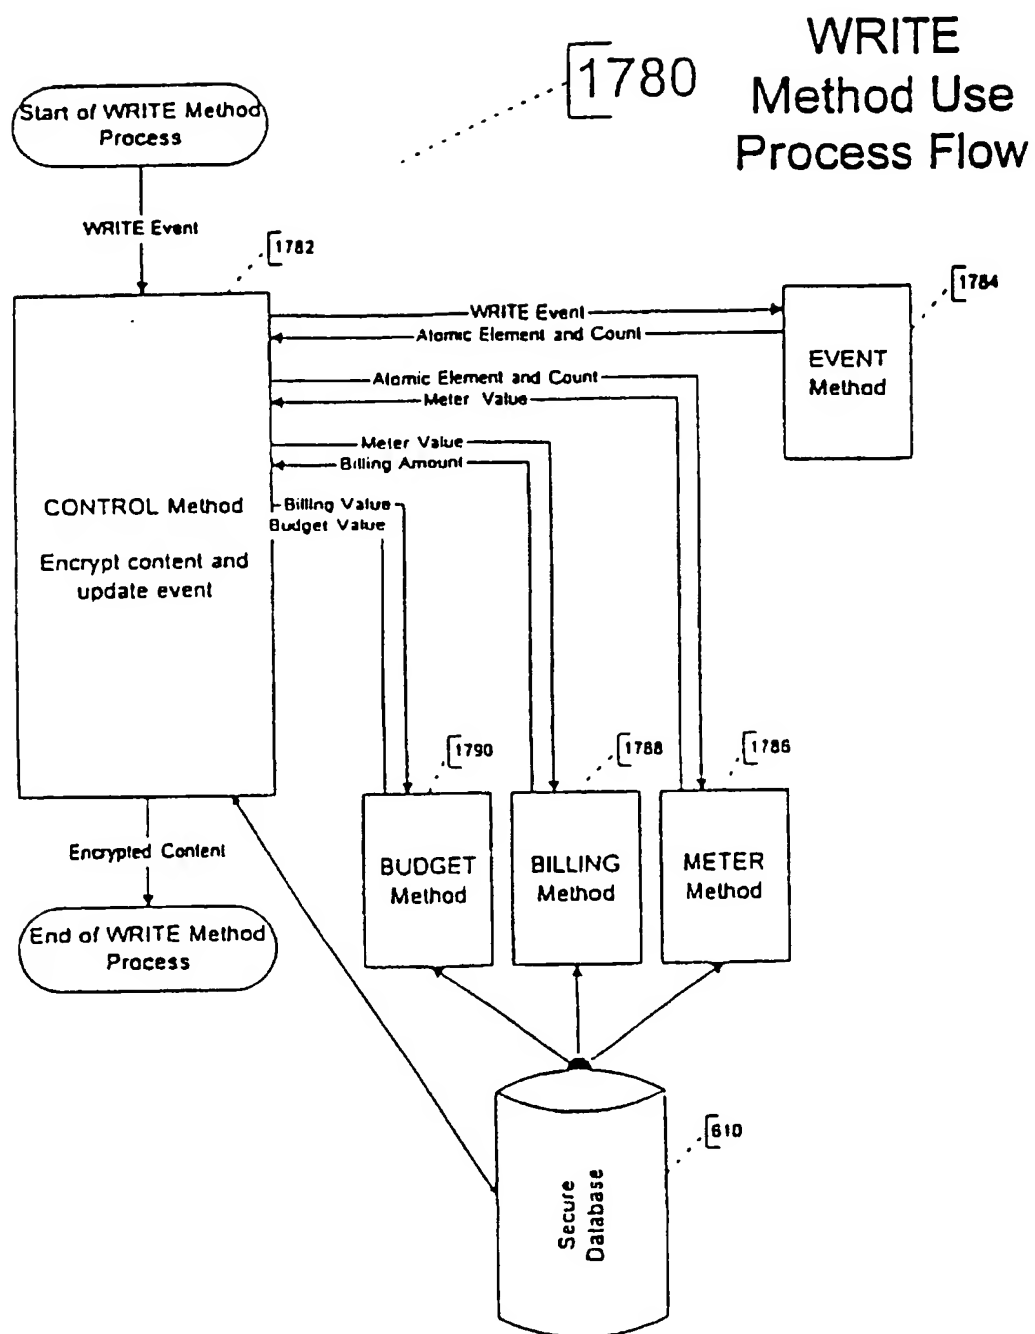 1780
WRITE
Method Use
Process Flow
Start of WRITE Method
Process
WRITE Event
1782
1784
WRITE Event
Atomic Element and Count
EVENT
Method
Atomic Element and Count
Meter Value
Meter Value
Billing Amount
CONTROL Method
Billing Value
Budget Value
Encrypt content and
update event
1790
1788
1786
Encrypted Content
BUDGET
Method
BILLING
Method
METER
Method
End of WRITE Method
Process
610
Secure
Database